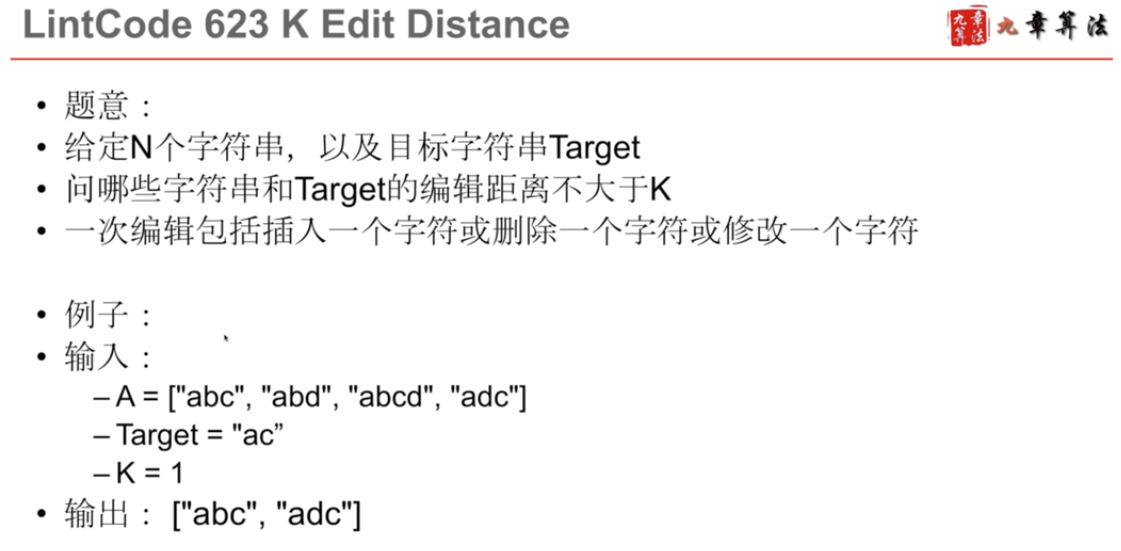 LintCode 623 K Edit Distance
九章算法
九章算法
• 题意：
• 给定N个字符串，以及目标字符串Target
• 问哪些字符串和Target的编辑距离不大于K
• 一次编辑包括插入一个字符或删除一个字符或修改一个字符
• 例子：
• 输入：
– A = ["abc", "abd", "abcd", "adc"]
– Target = "ac”
– K = 1
• 输出： ["abc", "adc"]